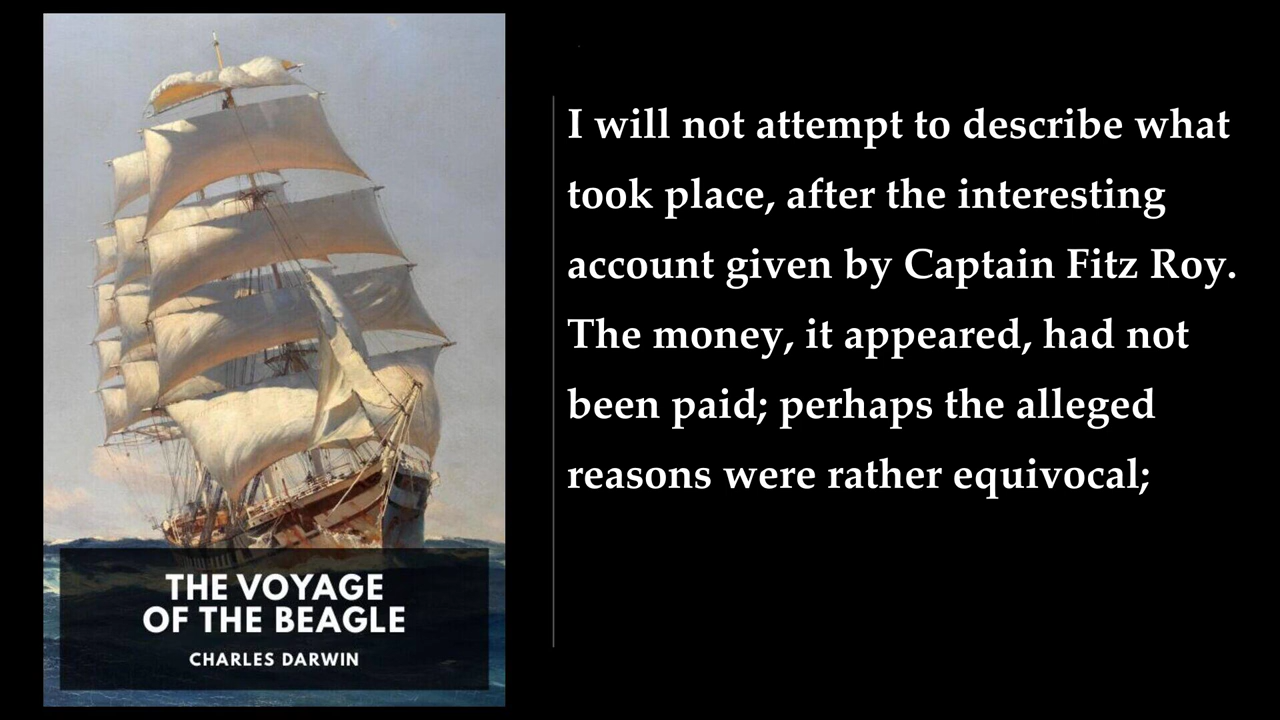 THE VOYAGE
OF THE BEAGLE
CHARLES DARWIN
I will not attempt to describe what
took place, after the interesting
account given by Captain Fitz Roy.
The money, it appeared, had not
been paid; perhaps the alleged
reasons were rather equivocal;